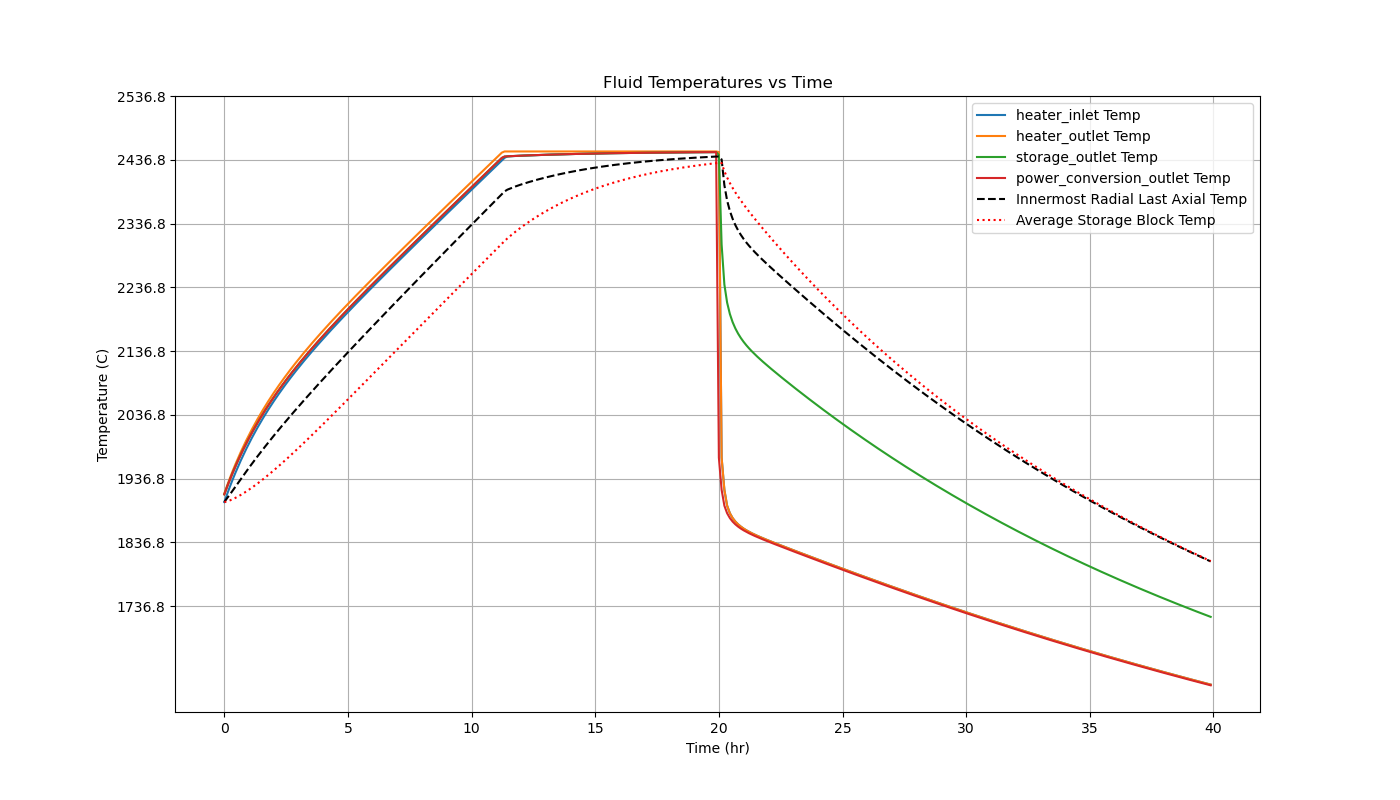 Fluid Temperatures vs Time
2536.8
2436.8
2336.8
2236.8
2136.8
2036.8
1936.8
1836.8
1736.8
Temperature (C)
heater_inlet Temp
heater_outlet Temp
storage_outlet Temp
power_conversion_outlet Temp
Innermost Radial Last Axial Temp
Average Storage Block Temp
0 5 10 15 20 25 30 35 40
Time (hr)